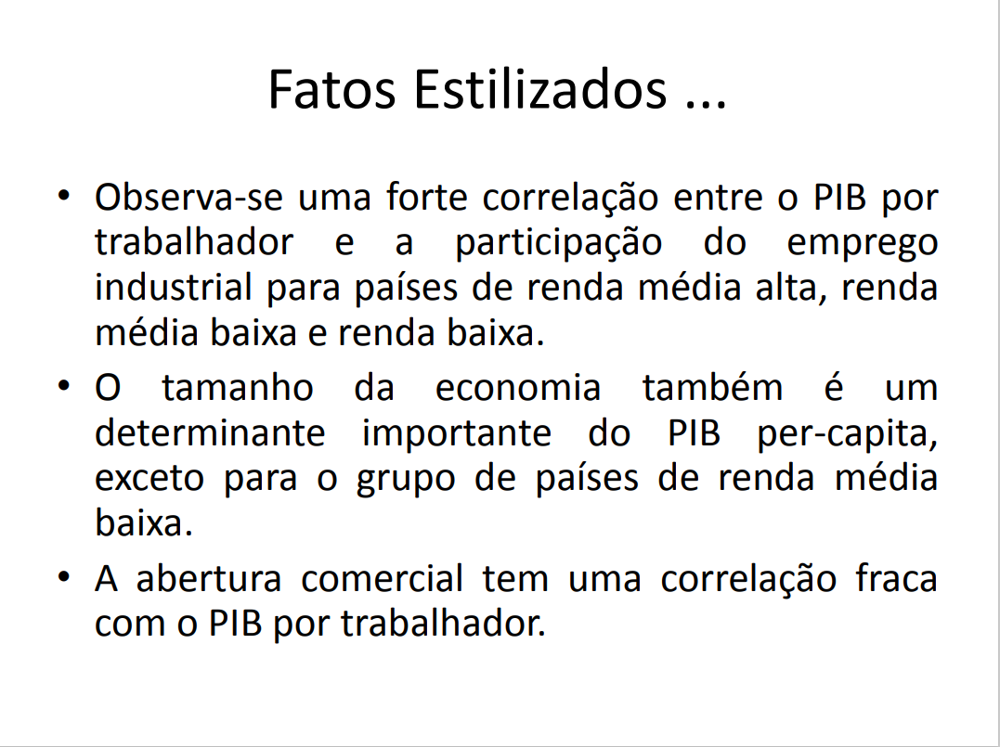 Fatos Estilizados ...
• Observa-se uma forte correlação entre o PIB por
trabalhador e a participação do emprego
industrial para países de renda média alta, renda
média baixa e renda baixa.
• O tamanho da economia também é um
determinante importante do PIB per-capita,
exceto para o grupo de países de renda média
baixa.
• A abertura comercial tem uma correlação fraca
com o PIB por trabalhador.